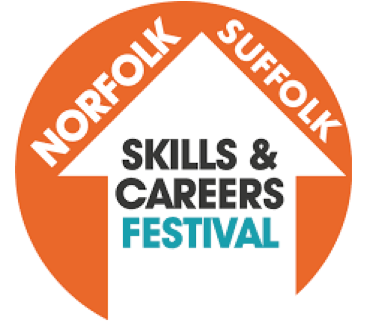 NORFOLK
SUFFOLK
SKILLS &
CAREERS
FESTIVAL